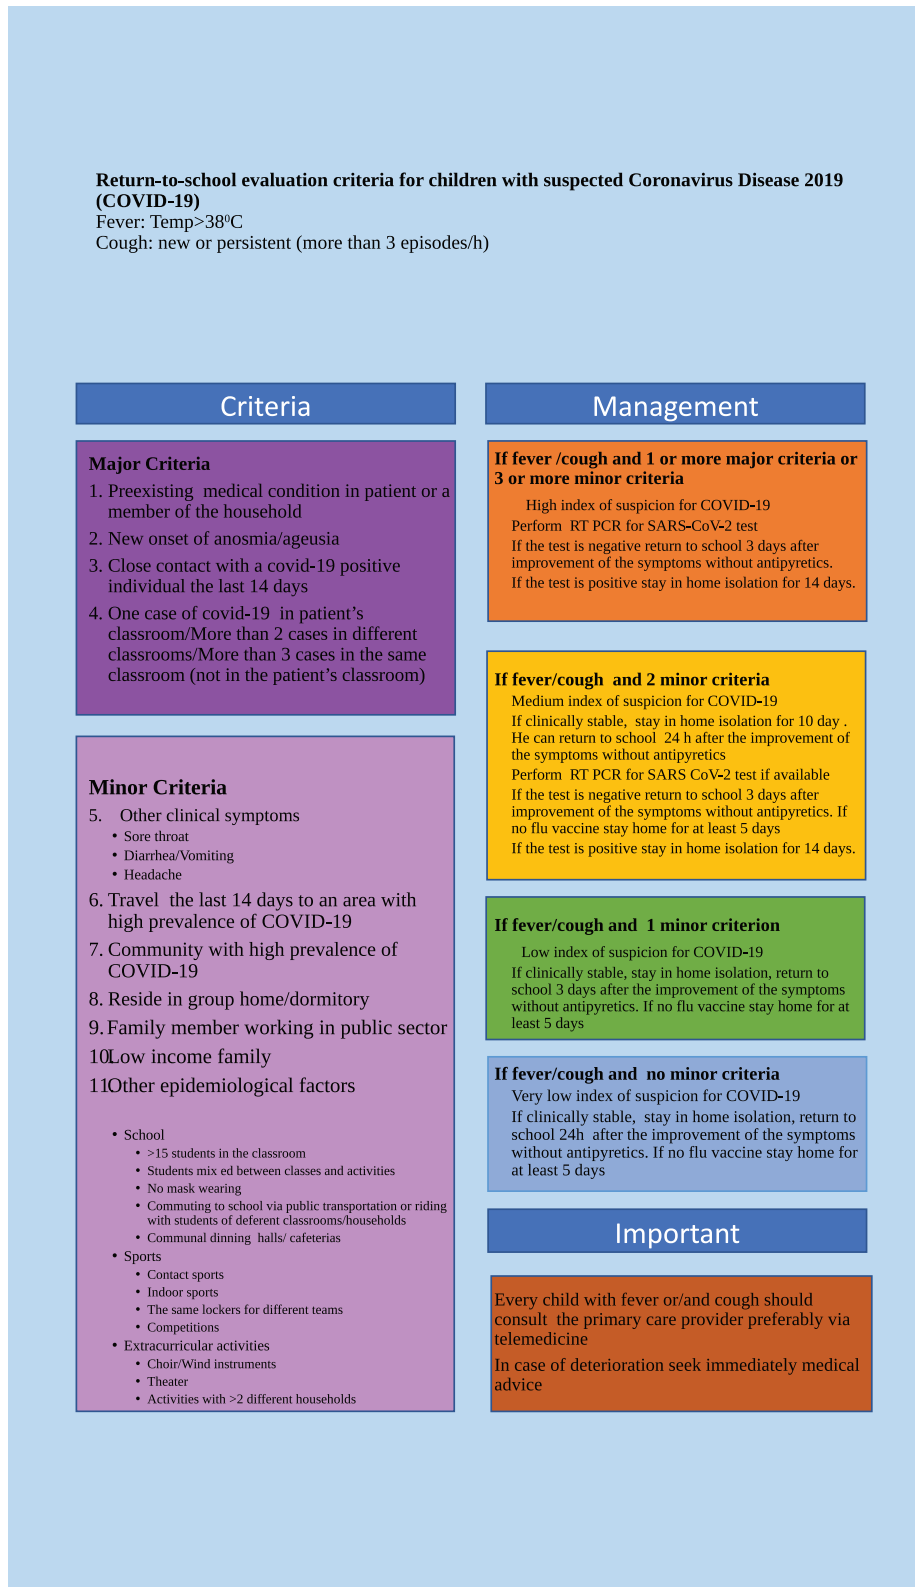 Return-to-school evaluation criteria for children with suspected Coronavirus Disease 2019
(COVID-19)
Fever: Temp>38⁰C
Cough: new or persistent (more than 3 episodes/h)
Criteria
Major Criteria
1. Preexisting medical condition in patient or a
member of the household
2. New onset of anosmia/ageusia
3. Close contact with a covid-19 positive
individual the last 14 days
4. One case of covid-19 in patient's
classroom/More than 2 cases in different
classrooms/More than 3 cases in the same
classroom (not in the patient's classroom)
Minor Criteria
5. Other clinical symptoms
• Sore throat
• Diarrhea/Vomiting
• Headache
6. Travel the last 14 days to an area with
high prevalence of COVID-19
7. Community with high prevalence of
COVID-19
8. Reside in group home/dormitory
9. Family member working in public sector
10. Low income family
11. Other epidemiological factors
• School
• >15 students in the classroom
• Students mix ed between classes and activities
• No mask wearing
• Commuting to school via public transportation or riding
with students of deferent classrooms/households
• Communal dinning halls/ cafeterias
• Sports
• Contact sports
• Indoor sports
• The same lockers for different teams
• Competitions
• Extracurricular activities
• Choir/Wind instruments
• Theater
• Activities with >2 different households
Management
If fever /cough and 1 or more major criteria or
3 or more minor criteria
High index of suspicion for COVID-19
Perform RT PCR for SARS-CoV-2 test
If the test is negative return to school 3 days after
improvement of the symptoms without antipyretics.
If the test is positive stay in home isolation for 14 days.
If fever/cough and 2 minor criteria
Medium index of suspicion for COVID-19
If clinically stable, stay in home isolation for 10 day .
He can return to school 24 h after the improvement of
the symptoms without antipyretics
Perform RT PCR for SARS CoV-2 test if available
If the test is negative return to school 3 days after
improvement of the symptoms without antipyretics. If
no flu vaccine stay home for at least 5 days
If the test is positive stay in home isolation for 14 days.
If fever/cough and 1 minor criterion
Low index of suspicion for COVID-19
If clinically stable, stay in home isolation, return to
school 3 days after the improvement of the symptoms
without antipyretics. If no flu vaccine stay home for at
least 5 days
If fever/cough and no minor criteria
Very low index of suspicion for COVID-19
If clinically stable, stay in home isolation, return to
school 24h after the improvement of the symptoms
without antipyretics. If no flu vaccine stay home for
at least 5 days
Important
Every child with fever or/and cough should
consult the primary care provider preferably via
telemedicine
In case of deterioration seek immediately medical
advice